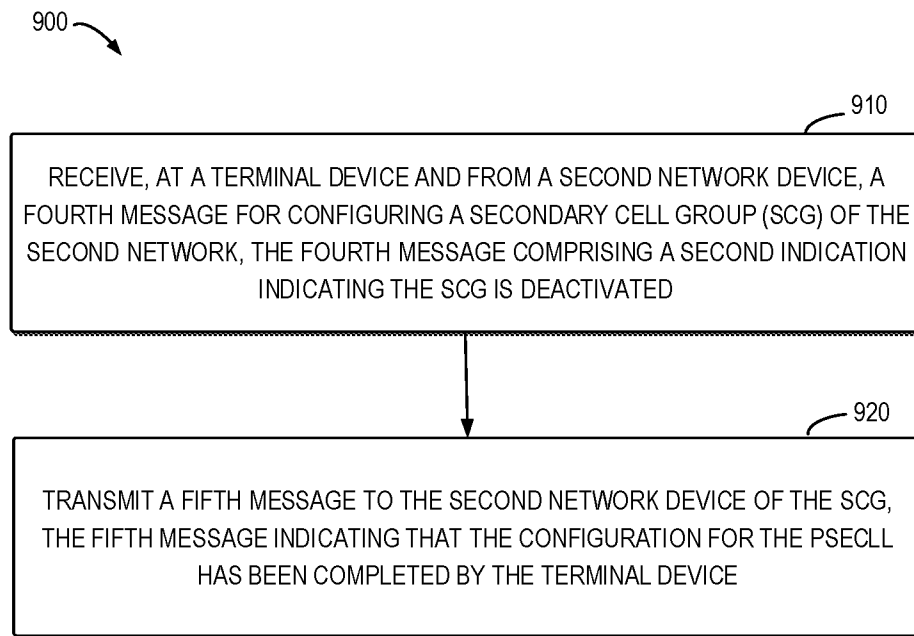 900
910
RECEIVE, AT A TERMINAL DEVICE AND FROM A SECOND NETWORK DEVICE, A
FOURTH MESSAGE FOR CONFIGURING A SECONDARY CELL GROUP (SCG) OF THE
SECOND NETWORK, THE FOURTH MESSAGE COMPRISING A SECOND INDICATION
INDICATING THE SCG IS DEACTIVATED
920
TRANSMIT A FIFTH MESSAGE TO THE SECOND NETWORK DEVICE OF THE SCG,
THE FIFTH MESSAGE INDICATING THAT THE CONFIGURATION FOR THE PSECLL
HAS BEEN COMPLETED BY THE TERMINAL DEVICE